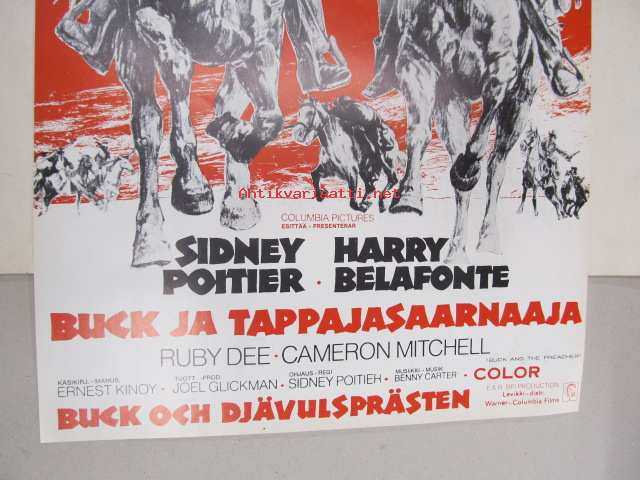 Antikvariaatti.net
COLUMBIA PICTURES
ESITTÄÄ - PRESENTERAR
SIDNEY HARRY
POITIER · BELAFONTE
BUCK JA TAPPAJASAARNAAJA
RUBY DEE · CAMERON MITCHELL
"BUCK AND THE PREACHER"
KÄSIKIRJ. - MANUS. TUOTT. - PROD. OHJAUS - REGI MUSIIKKI - MUSIK
ERNEST KINOY · JOEL GLICKMAN · SIDNEY POITIER · BENNY CARTER · COLOR
E & R BFI PRODUCTION
Levikki - distr.
Warner - Columbia Films
BUCK OCH DJÄVULSPRÄSTEN